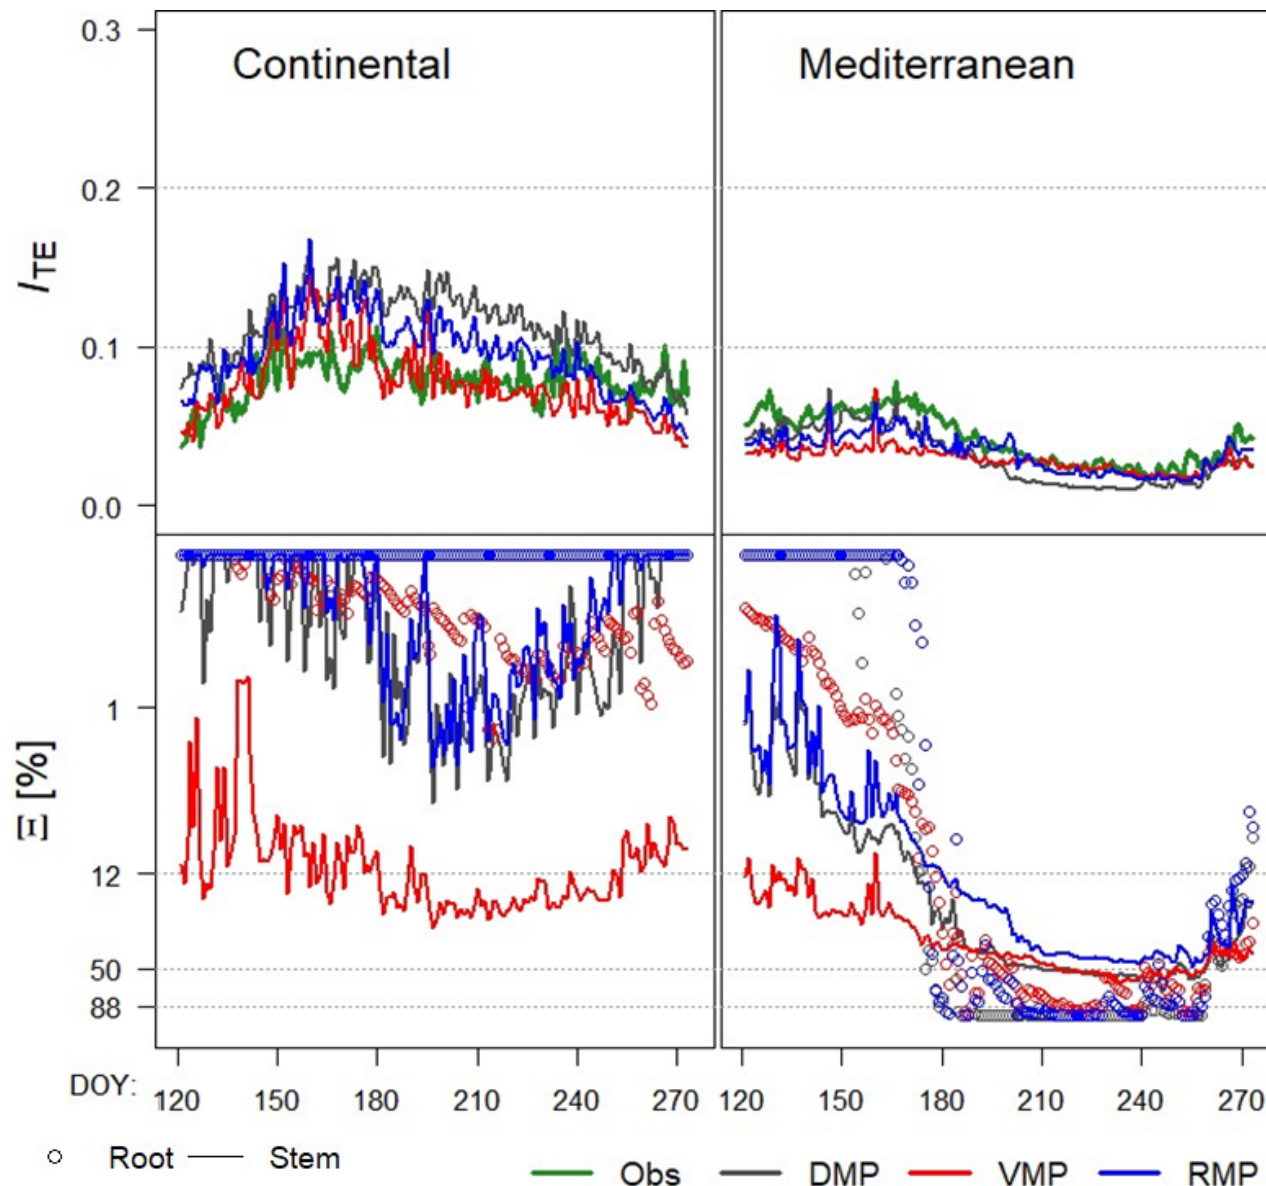 0.3
Continental
Mediterranean
0.2
I_TE
0.1
0.0
1
Ξ [%]
12
50
88
DOY:
120 150 180 210 240 270 120 150 180 210 240 270
Root Stem
Obs DMP VMP RMP